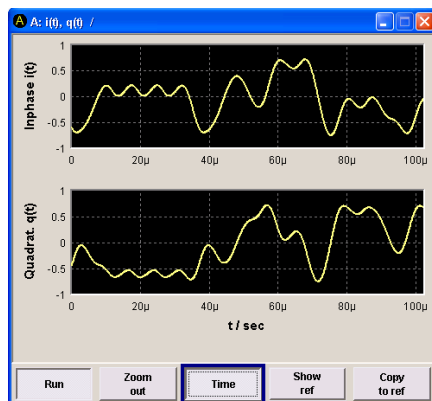 A A: i(t), q(t) /
Inphase i(t)
1
0.5
0
-0.5
-1
0 20µ 40µ 60µ 80µ 100µ
Quadrat. q(t)
1
0.5
0
-0.5
-1
0 20µ 40µ 60µ 80µ 100µ
t / sec
Run
Zoom
out
Time
Show
ref
Copy
to ref